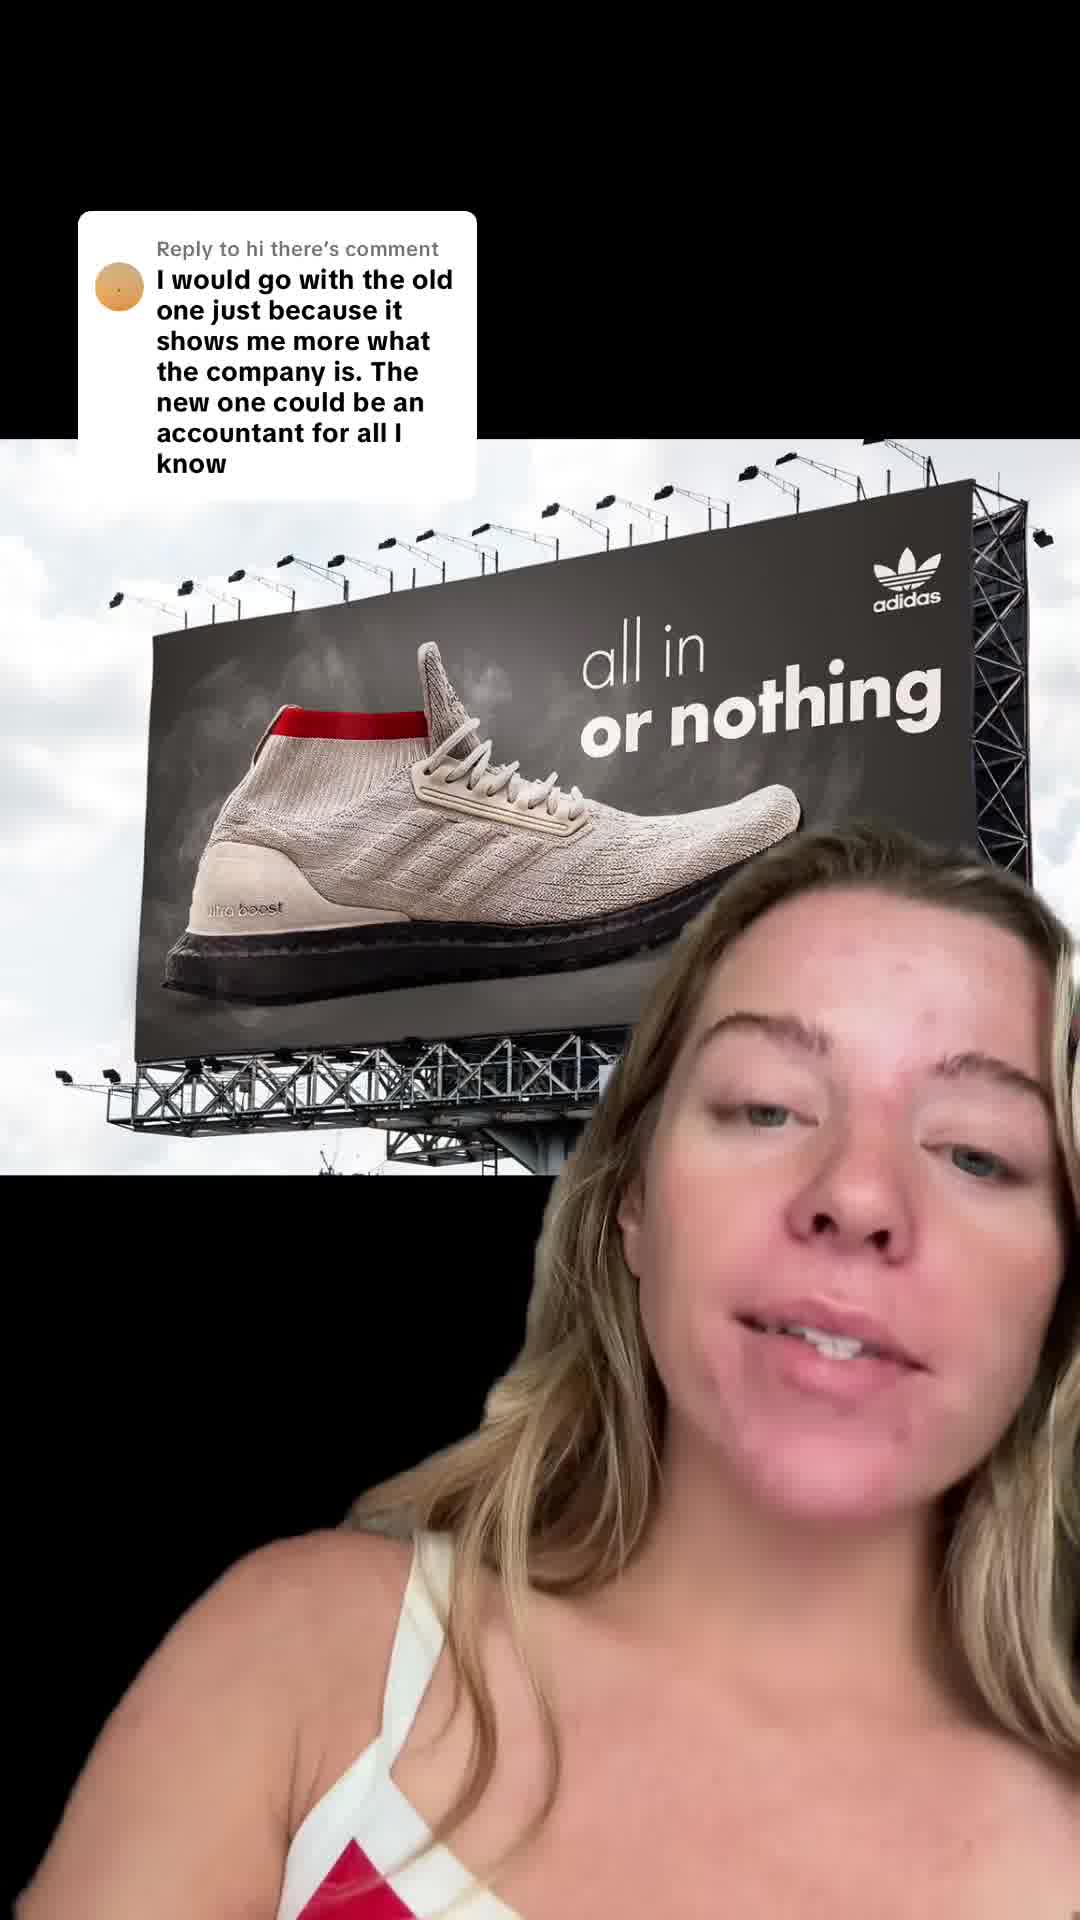 Reply to hi there’s comment
I would go with the old
one just because it
shows me more what
the company is. The
new one could be an
accountant for all I
know
adidas
all in
or nothing
ultra boost